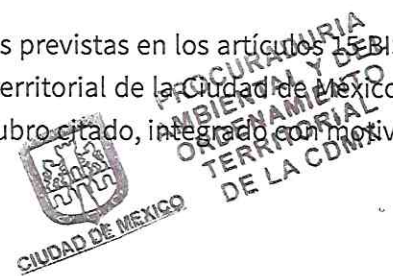 s previstas en los artículos 15 BIS
erritorial de la Ciudad de México
ubro citado, integrado con motiv
PROCURADURIA
AMBIENTAL Y DEL
ORDENAMIENTO
TERRITORIAL
DE LA CDMX
CIUDAD DE MEXICO